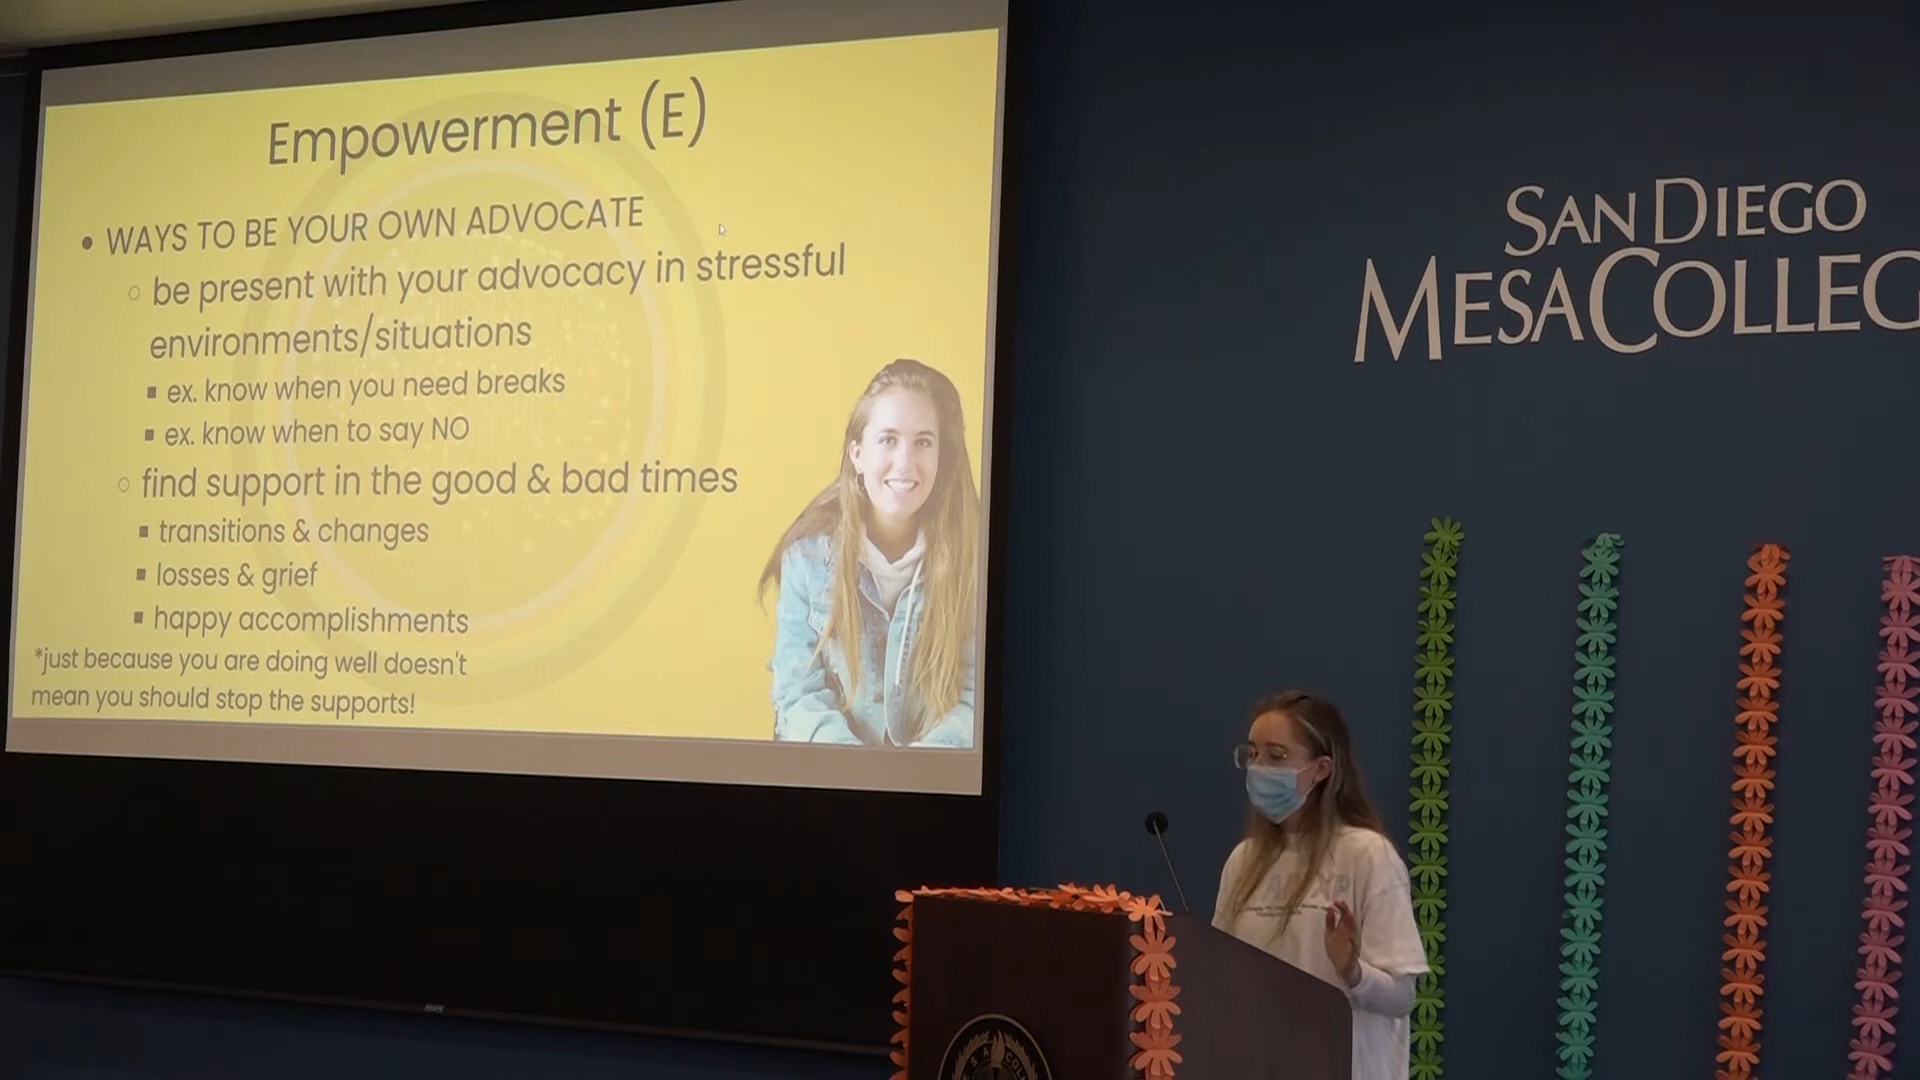 Empowerment (E)
• WAYS TO BE YOUR OWN ADVOCATE
○ be present with your advocacy in stressful
environments/situations
▪ ex. know when you need breaks
▪ ex. know when to say NO
○ find support in the good & bad times
▪ transitions & changes
▪ losses & grief
▪ happy accomplishments
*just because you are doing well doesn't
mean you should stop the supports!
SAN DIEGO
MESA COLLEG